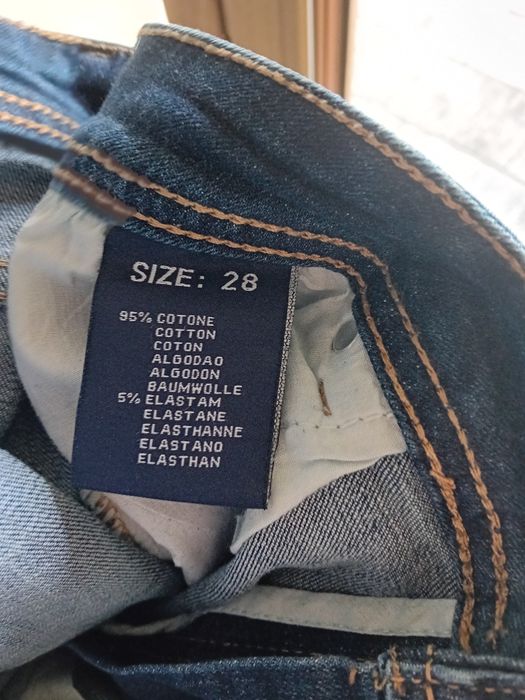 SIZE: 28
95% COTONE
COTTON
COTON
ALGODAO
ALGODON
BAUMWOLLE
5% ELASTAM
ELASTANE
ELASTHANNE
ELASTANO
ELASTHAN